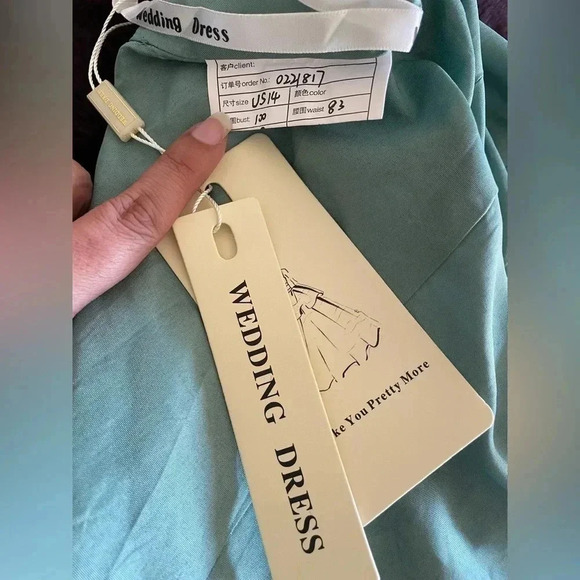 Wedding Dress
客户client:
订单号order No: 0221817
尺寸size US14 颜色color
围bust: 100 腰围waist 83
WEDDING DRESS
ke You Pretty More